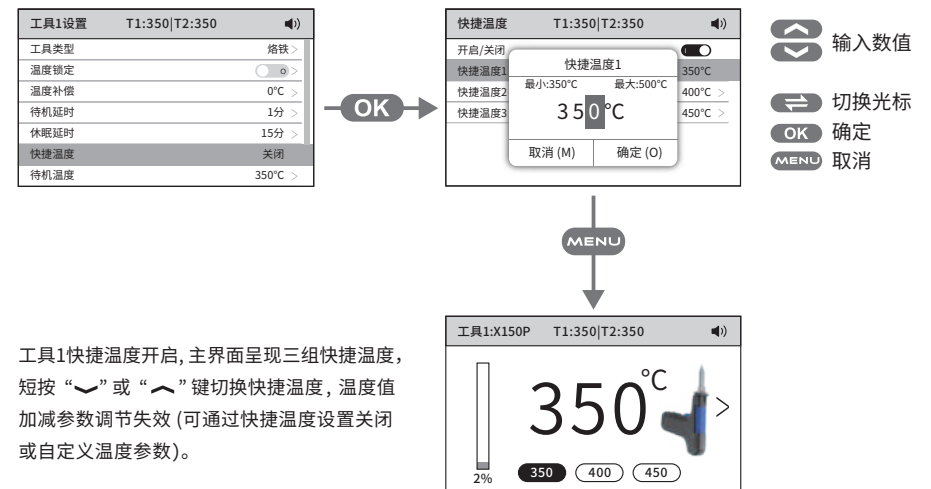 工具1设置 T1:350|T2:350
工具类型 烙铁 >
温度锁定 >
温度补偿 0℃ >
待机延时 1分 >
休眠延时 15分 >
快捷温度 关闭
待机温度 350℃ >
OK
快捷温度 T1:350|T2:350
开启/关闭
快捷温度1 350℃
快捷温度2 400℃ >
快捷温度3 450℃ >
快捷温度1
最小:350℃ 最大:500℃
350℃
取消 (M) 确定 (O)
输入数值
切换光标
OK 确定
MENU 取消
MENU
工具1快捷温度开启, 主界面呈现三组快捷温度,
短按“﹀”或“︿”键切换快捷温度, 温度值
加减参数调节失效 (可通过快捷温度设置关闭
或自定义温度参数)。
工具1:X150P T1:350|T2:350
350℃ >
2%
350 400 450